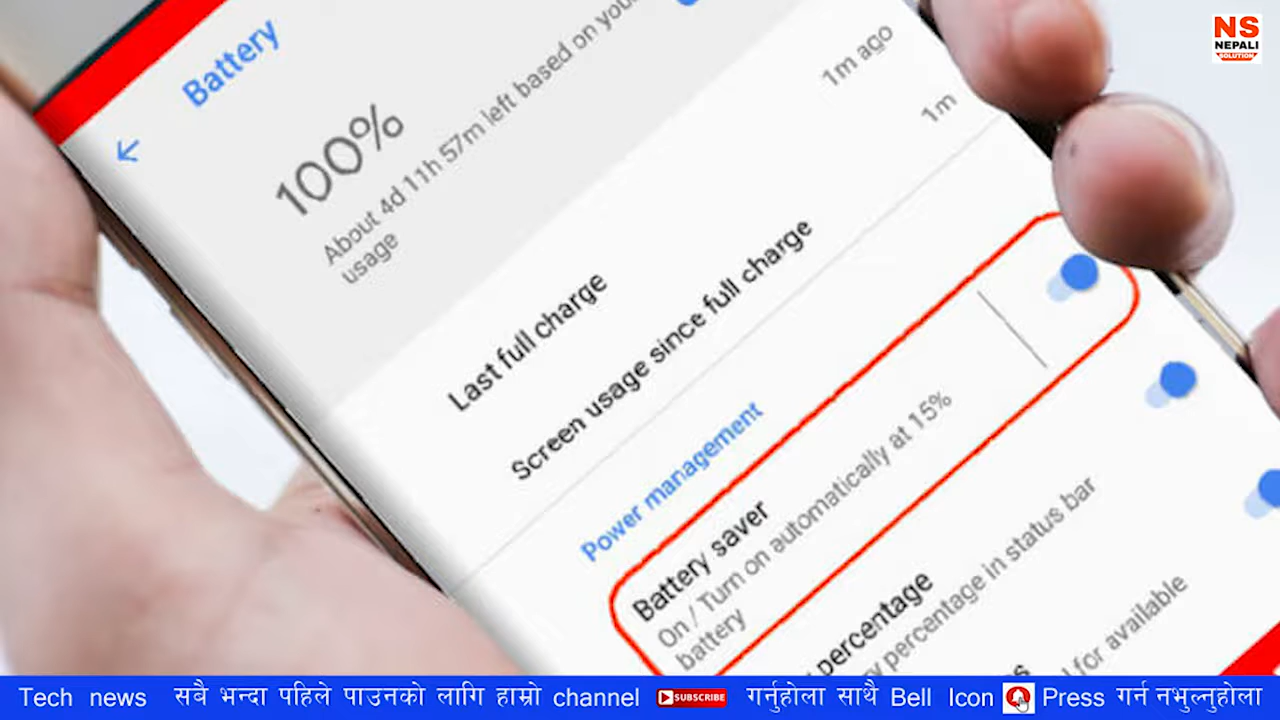 NS
NEPALI
SOLUTION
Battery
100%
About 4d 11h 57m left based on your
usage
Last full charge
1m ago
Screen usage since full charge
1m
Power management
Battery saver
On / Turn on automatically at 15%
battery
percentage
percentage in status bar
for available
Tech news सबै भन्दा पहिले पाउनको लागि हाम्रो channel SUBSCRIBE गर्नुहोला साथै Bell Icon Press गर्न नभुल्नुहोला